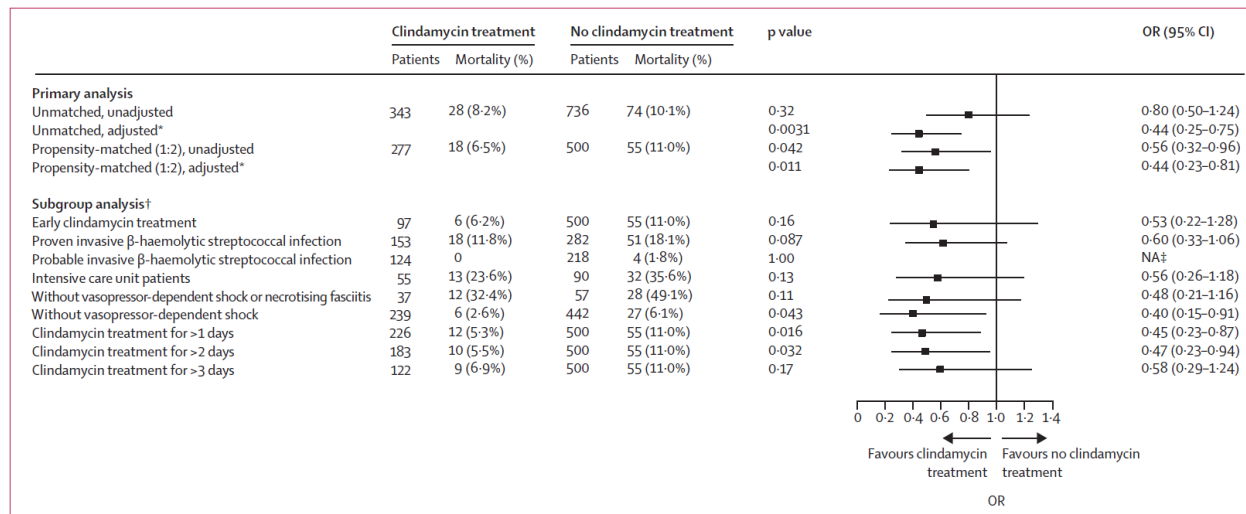 Clindamycin treatment No clindamycin treatment p value OR (95% CI)
Patients Mortality (%) Patients Mortality (%)
Primary analysis
Unmatched, unadjusted 343 28 (8·2%) 736 74 (10·1%) 0·32 0·80 (0·50–1·24)
Unmatched, adjusted* 0·0031 0·44 (0·25–0·75)
Propensity-matched (1:2), unadjusted 277 18 (6·5%) 500 55 (11·0%) 0·042 0·56 (0·32–0·96)
Propensity-matched (1:2), adjusted* 0·011 0·44 (0·23–0·81)
Subgroup analysis†
Early clindamycin treatment 97 6 (6·2%) 500 55 (11·0%) 0·16 0·53 (0·22–1·28)
Proven invasive β-haemolytic streptococcal infection 153 18 (11·8%) 282 51 (18·1%) 0·087 0·60 (0·33–1·06)
Probable invasive β-haemolytic streptococcal infection 124 0 218 4 (1·8%) 1·00 NA‡
Intensive care unit patients 55 13 (23·6%) 90 32 (35·6%) 0·13 0·56 (0·26–1·18)
Without vasopressor-dependent shock or necrotising fasciitis 37 12 (32·4%) 57 28 (49·1%) 0·11 0·48 (0·21–1·16)
Without vasopressor-dependent shock 239 6 (2·6%) 442 27 (6·1%) 0·043 0·40 (0·15–0·91)
Clindamycin treatment for >1 days 226 12 (5·3%) 500 55 (11·0%) 0·016 0·45 (0·23–0·87)
Clindamycin treatment for >2 days 183 10 (5·5%) 500 55 (11·0%) 0·032 0·47 (0·23–0·94)
Clindamycin treatment for >3 days 122 9 (6·9%) 500 55 (11·0%) 0·17 0·58 (0·29–1·24)
0 0·2 0·4 0·6 0·8 1·0 1·2 1·4
Favours clindamycin Favours no clindamycin
treatment treatment
OR